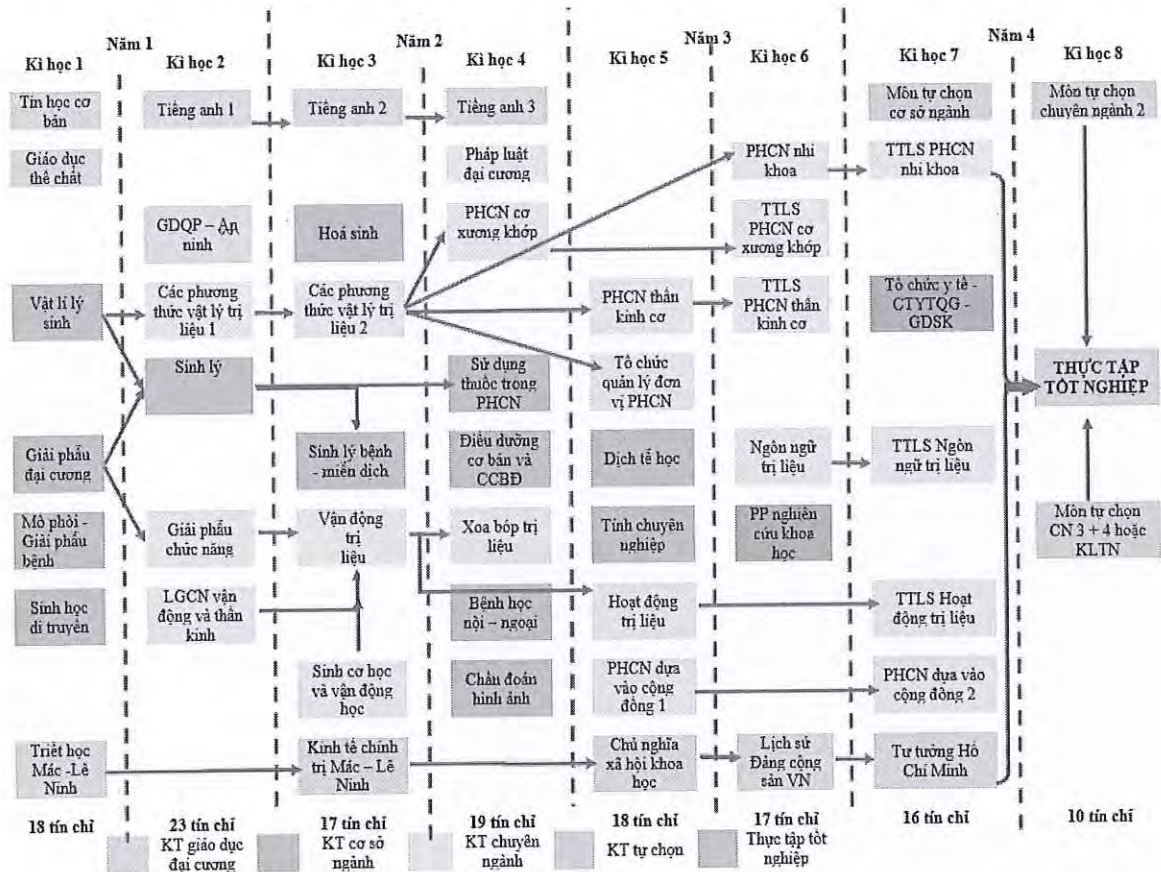 Năm 1
Năm 2
Năm 3
Năm 4
Kì học 1
Kì học 2
Kì học 3
Kì học 4
Kì học 5
Kì học 6
Kì học 7
Kì học 8
Tin học cơ
bản
Tiếng anh 1
Tiếng anh 2
Tiếng anh 3
Môn tự chọn
cơ sở ngành
Môn tự chọn
chuyên ngành 2
Giáo dục
thể chất
Pháp luật
đại cương
PHCN nhi
khoa
TTLS PHCN
nhi khoa
GDQP – An
ninh
Hoá sinh
PHCN cơ
xương khớp
TTLS
PHCN cơ
xương khớp
Vật lí lý
sinh
Các phương
thức vật lý trị
liệu 1
Các phương
thức vật lý trị
liệu 2
PHCN thần
kinh cơ
TTLS
PHCN thần
kinh cơ
Tổ chức y tế -
CTYTQG -
GDSK
Sinh lý
Sử dụng
thuốc trong
PHCN
Tổ chức
quản lý đơn
vị PHCN
THỰC TẬP
TỐT NGHIỆP
Giải phẫu
đại cương
Sinh lý bệnh
- miễn dịch
Điều dưỡng
cơ bản và
CCBĐ
Dịch tễ học
Ngôn ngữ
trị liệu
TTLS Ngôn
ngữ trị liệu
Mô phôi -
Giải phẫu
bệnh
Giải phẫu
chức năng
Vận động
trị
liệu
Xoa bóp trị
liệu
Tính chuyên
nghiệp
PP nghiên
cứu khoa
học
Môn tự chọn
CN 3 + 4 hoặc
KLTN
Sinh học
di truyền
LGCN vận
động và thần
kinh
Bệnh học
nội – ngoại
Hoạt động
trị liệu
TTLS Hoạt
động trị liệu
Sinh cơ học
và vận động
học
Chẩn đoán
hình ảnh
PHCN dựa
vào cộng
đồng 1
PHCN dựa vào
cộng đồng 2
Triết học
Mác -Lê
Ninh
Kinh tế chính
trị Mác – Lê
Ninh
Chủ nghĩa
xã hội khoa
học
Lịch sử
Đảng cộng
sản VN
Tư tưởng Hồ
Chí Minh
18 tín chỉ
23 tín chỉ
17 tín chỉ
19 tín chỉ
18 tín chỉ
17 tín chỉ
16 tín chỉ
10 tín chỉ
KT giáo dục
đại cương
KT cơ sở
ngành
KT chuyên
ngành
KT tự chọn
Thực tập tốt
nghiệp